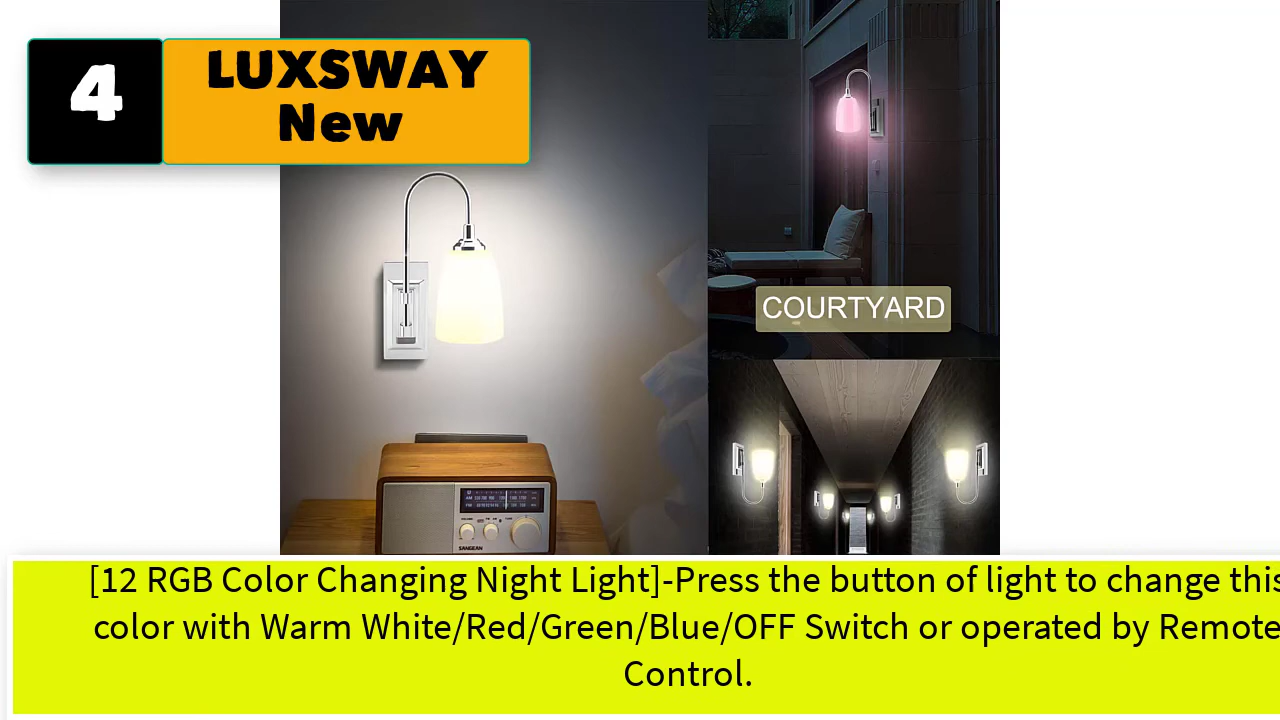 4
LUXSWAY
New
COURTYARD
SANGEAN
[12 RGB Color Changing Night Light]-Press the button of light to change this
color with Warm White/Red/Green/Blue/OFF Switch or operated by Remote
Control.